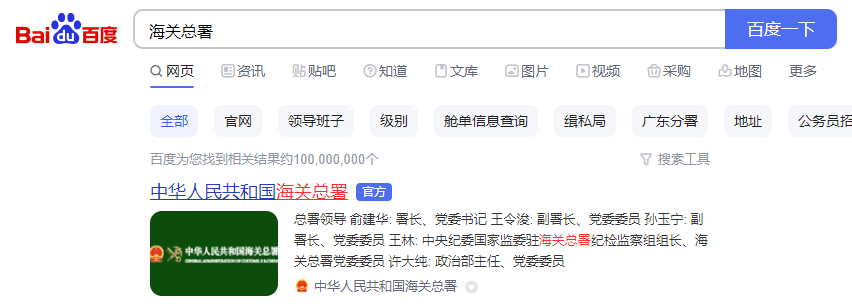 Bai du 百度 海关总署 百度一下
网页 资讯 贴吧 知道 文库 图片 视频 采购 地图 更多
全部 官网 领导班子 级别 舱单信息查询 缉私局 广东分署 地址 公务员招
百度为您找到相关结果约100,000,000个 搜索工具
中华人民共和国海关总署 官方
总署领导 俞建华: 署长、党委书记 王令浚: 副署长、党委委员 孙玉宁: 副
署长、党委委员 王林: 中央纪委国家监委驻海关总署纪检监察组组长、海
关总署党委委员 许大纯: 政治部主任、党委委员
中华人民共和国海关总署
GENERAL ADMINISTRATION OF CUSTOMS, P.R.CHINA
中华人民共和国海关总署